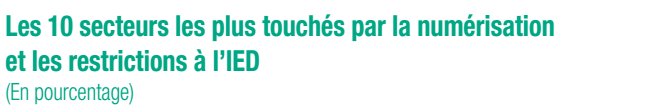 Les 10 secteurs les plus touchés par la numérisation
et les restrictions à l’IED
(En pourcentage)